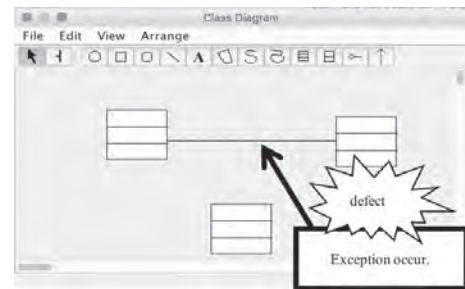 Class Diagram
File Edit View Arrange
A
defect
Exception occur.